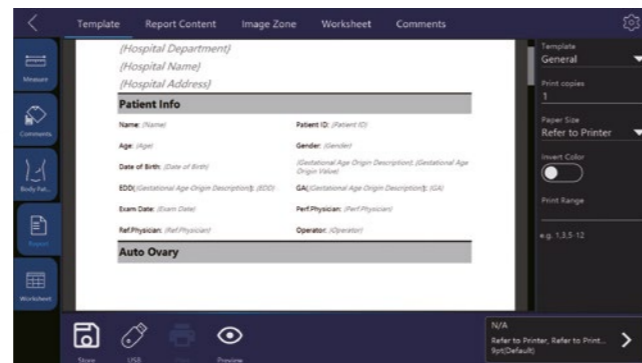 Template Report Content Image Zone Worksheet Comments
Measure
Comments
Body Pat...
Report
Worksheet
(Hospital Department)
(Hospital Name)
(Hospital Address)
Patient Info
Name: (Name) Patient ID: (Patient ID)
Age: (Age) Gender: (Gender)
Date of Birth: (Date of Birth) (Gestational Age Origin Description), (Gestational Age
Origin Value)
EDD((Gestational Age Origin Description)): (EDD) GA((Gestational Age Origin Description)): (GA)
Exam Date: (Exam Date) Perf.Physician: (Perf.Physician)
Ref.Physician: (Ref.Physician) Operator: (Operator)
Auto Ovary
Template
General
Print copies
1
Paper Size
Refer to Printer
Invert Color
Print Range
e.g. 1,3,5-12
Store USB Preview
N/A
Refer to Printer, Refer to Print...
9pt(Default)